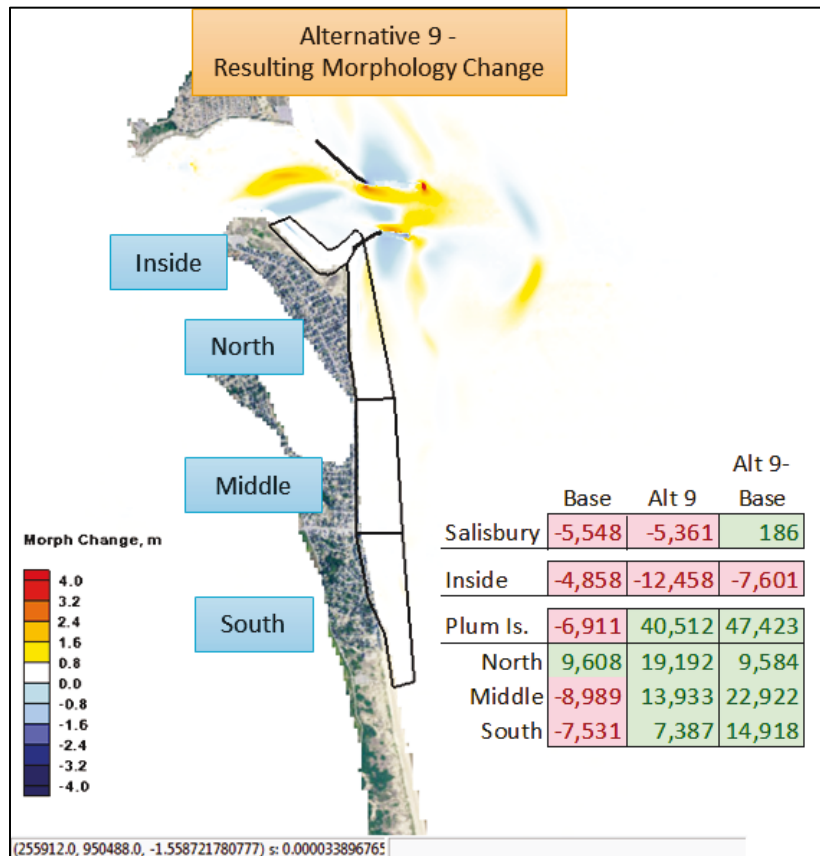 Alternative 9 -
Resulting Morphology Change
Inside
North
Middle
South
Morph Change, m
4.0
3.2
2.4
1.6
0.8
0.0
-0.8
-1.6
-2.4
-3.2
-4.0
Base Alt 9 Alt 9-
Base
Salisbury -5,548 -5,361 186
Inside -4,858 -12,458 -7,601
Plum Is. -6,911 40,512 47,423
North 9,608 19,192 9,584
Middle -8,989 13,933 22,922
South -7,531 7,387 14,918
(255912.0, 950488.0, -1.558721780777) s: 0.000033896765